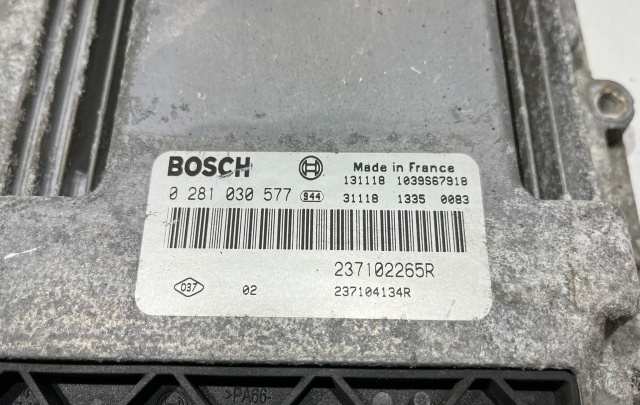 BOSCH Made in France
131118 1039S67918
0 281 030 577 944 31118 1335 0083
237102265R
037 02 237104134R
>PA66-